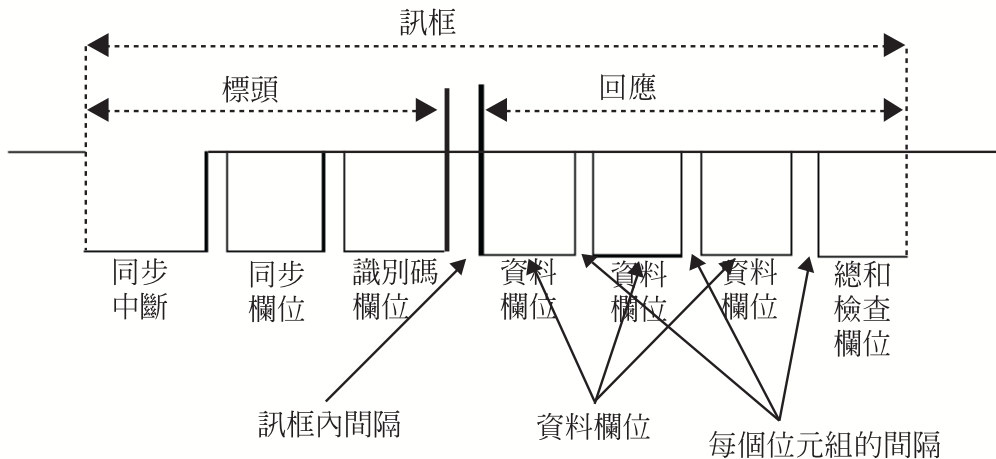 訊框
標頭
回應
同步
中斷
同步
欄位
識別碼
欄位
資料
欄位
資料
欄位
資料
欄位
總和
檢查
欄位
訊框內間隔
資料欄位
每個位元組的間隔